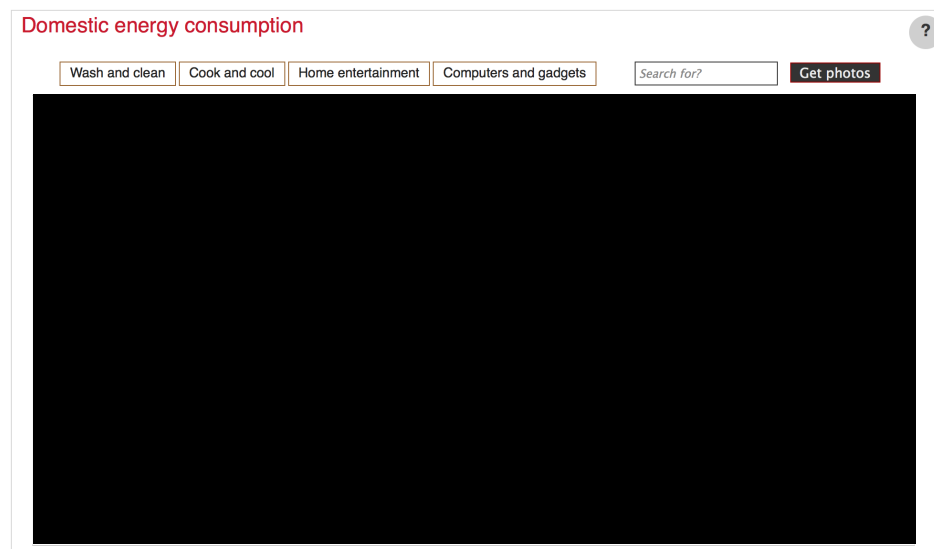 Domestic energy consumption
?
Wash and clean Cook and cool Home entertainment Computers and gadgets Search for? Get photos